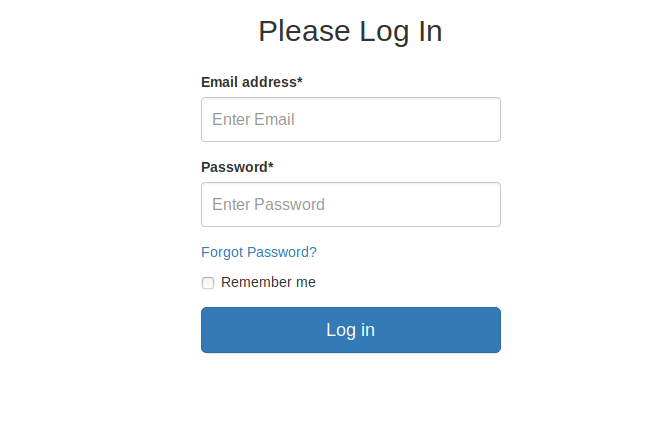 Please Log In
Email address*
Enter Email
Password*
Enter Password
Forgot Password?
Remember me
Log in